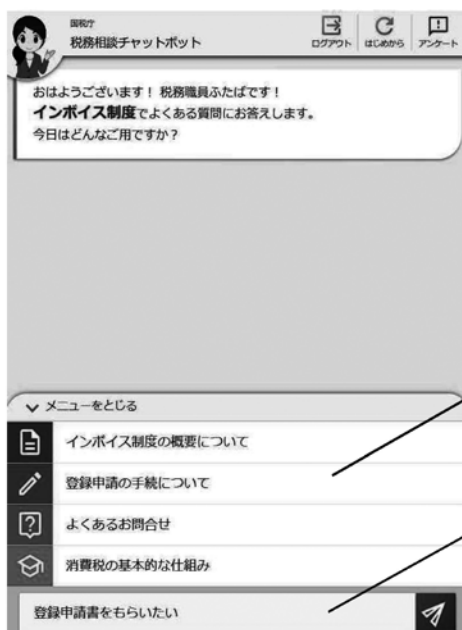 国税庁
税務相談チャットボット
ログアウト
はじめから
アンケート
おはようございます！ 税務職員ふたばです！
インボイス制度でよくある質問にお答えします。
今日はどんなご用ですか？
メニューをとじる
インボイス制度の概要について
登録申請の手続について
よくあるお問合せ
消費税の基本的な仕組み
登録申請書をもらいたい